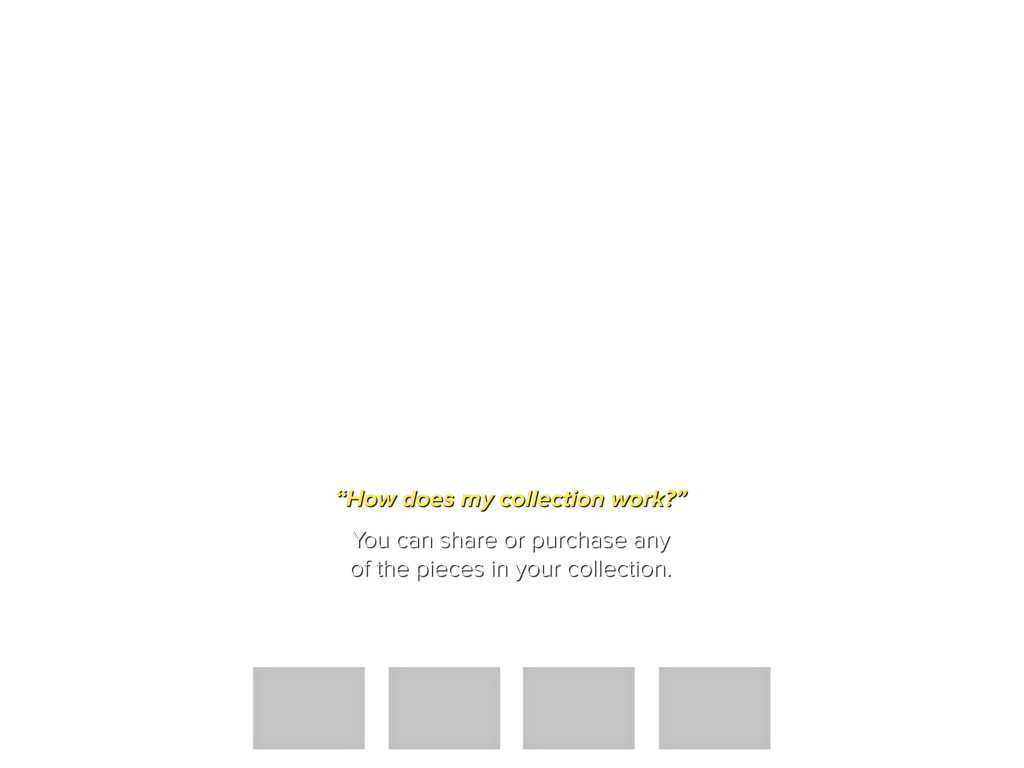 “How does my collection work?”
You can share or purchase any
of the pieces in your collection.